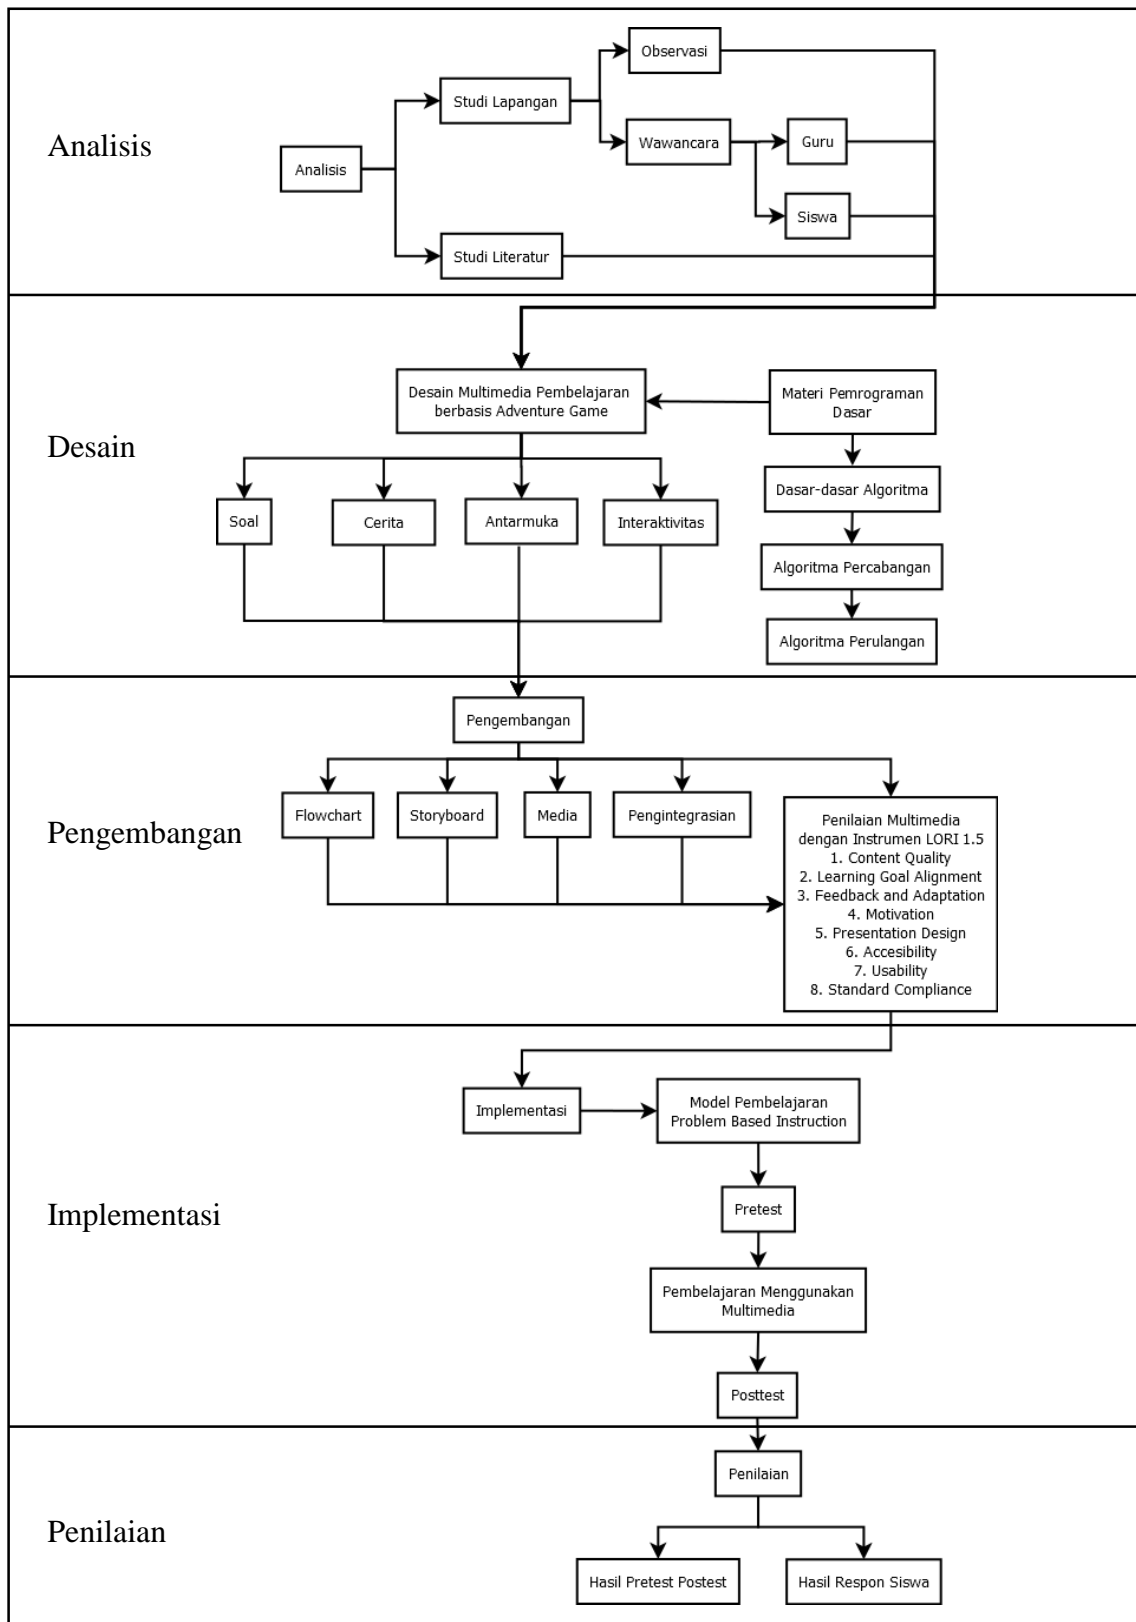 Analisis
Observasi
Studi Lapangan
Wawancara
Guru
Analisis
Siswa
Studi Literatur
Desain
Desain Multimedia Pembelajaran
berbasis Adventure Game
Materi Pemrograman
Dasar
Dasar-dasar Algoritma
Soal
Cerita
Antarmuka
Interaktivitas
Algoritma Percabangan
Algoritma Perulangan
Pengembangan
Pengembangan
Flowchart
Storyboard
Media
Pengintegrasian
Penilaian Multimedia
dengan Instrumen LORI 1.5
1. Content Quality
2. Learning Goal Alignment
3. Feedback and Adaptation
4. Motivation
5. Presentation Design
6. Accesibility
7. Usability
8. Standard Compliance
Implementasi
Implementasi
Model Pembelajaran
Problem Based Instruction
Pretest
Pembelajaran Menggunakan
Multimedia
Posttest
Penilaian
Penilaian
Hasil Pretest Postest
Hasil Respon Siswa